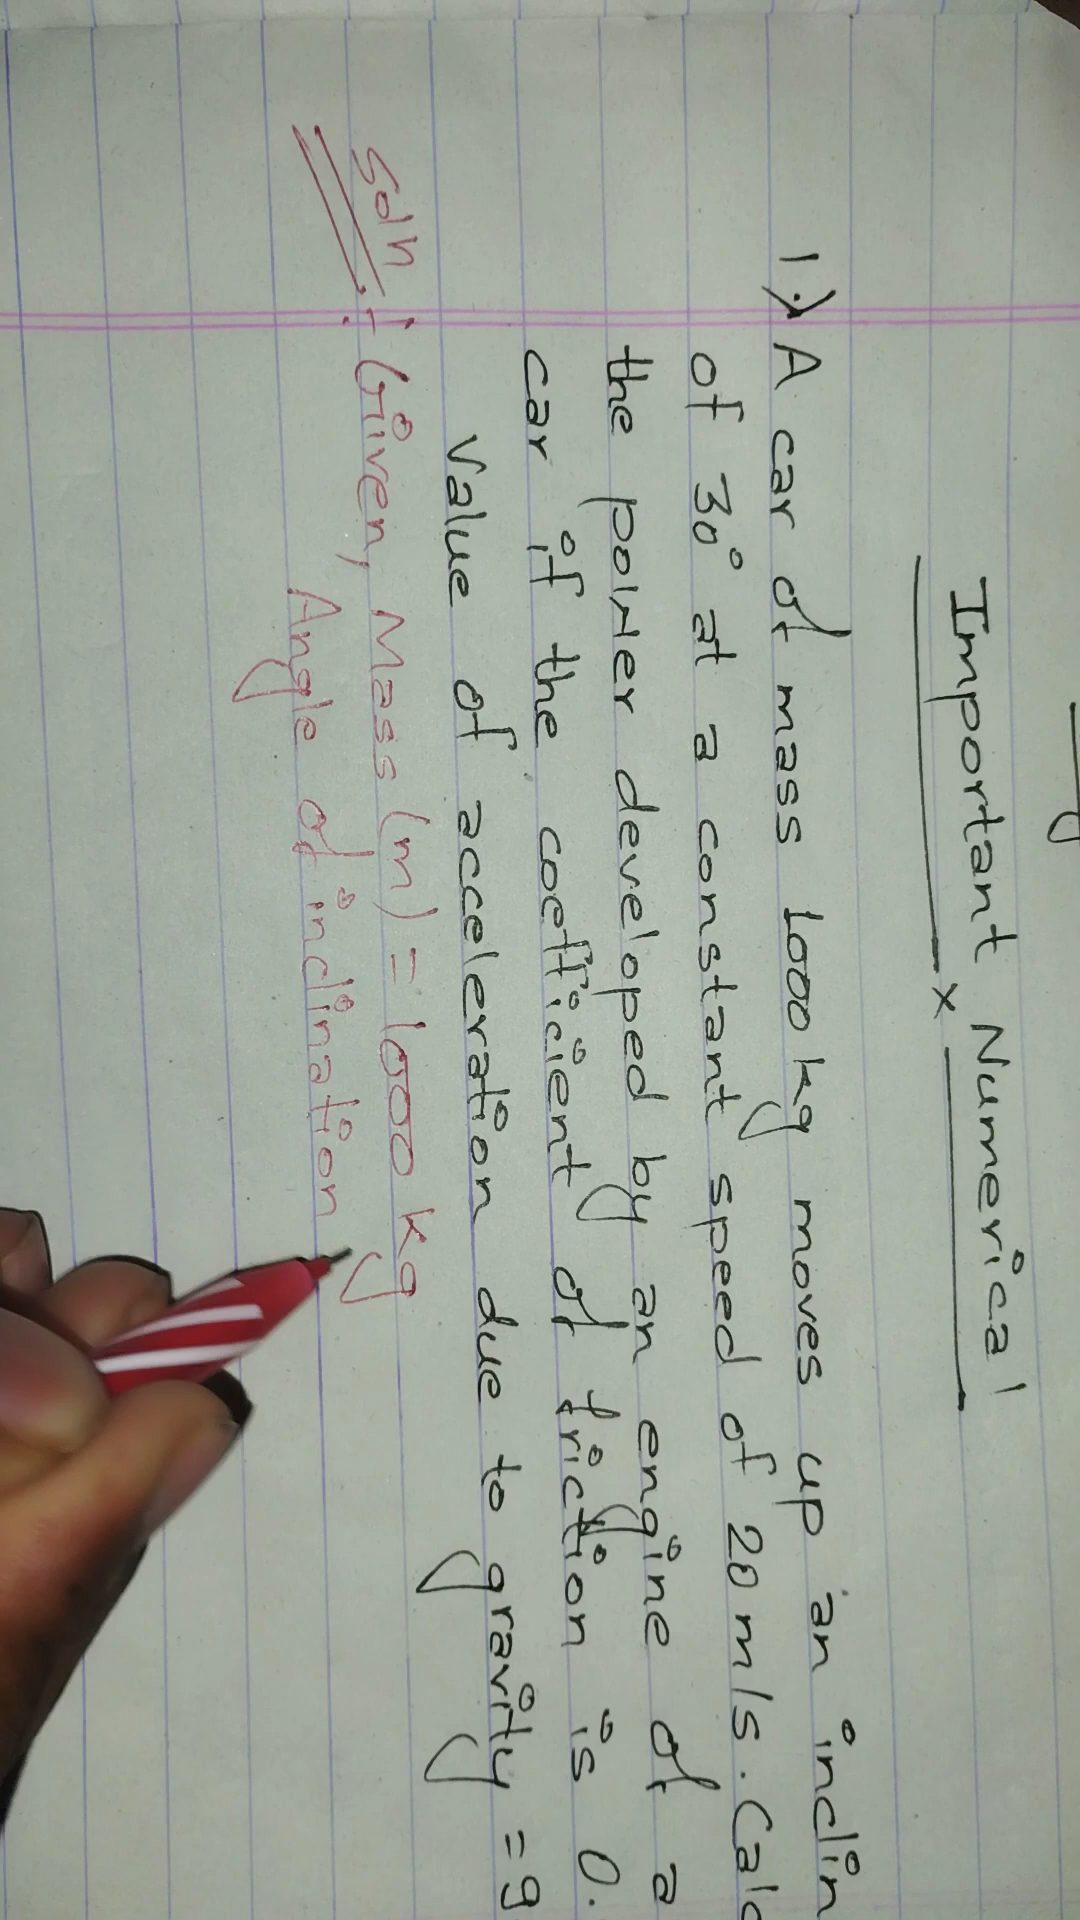 Important Numerical
x
1.) A car of mass 1000 kg moves up an inclin
of 30° at a constant speed of 20 m/s. Calc
the power developed by an engine of a
car if the coefficient of friction is 0.
Value of acceleration due to gravity = 9
Soln :- Given, Mass (m) = 1000 kg
Angle of inclination